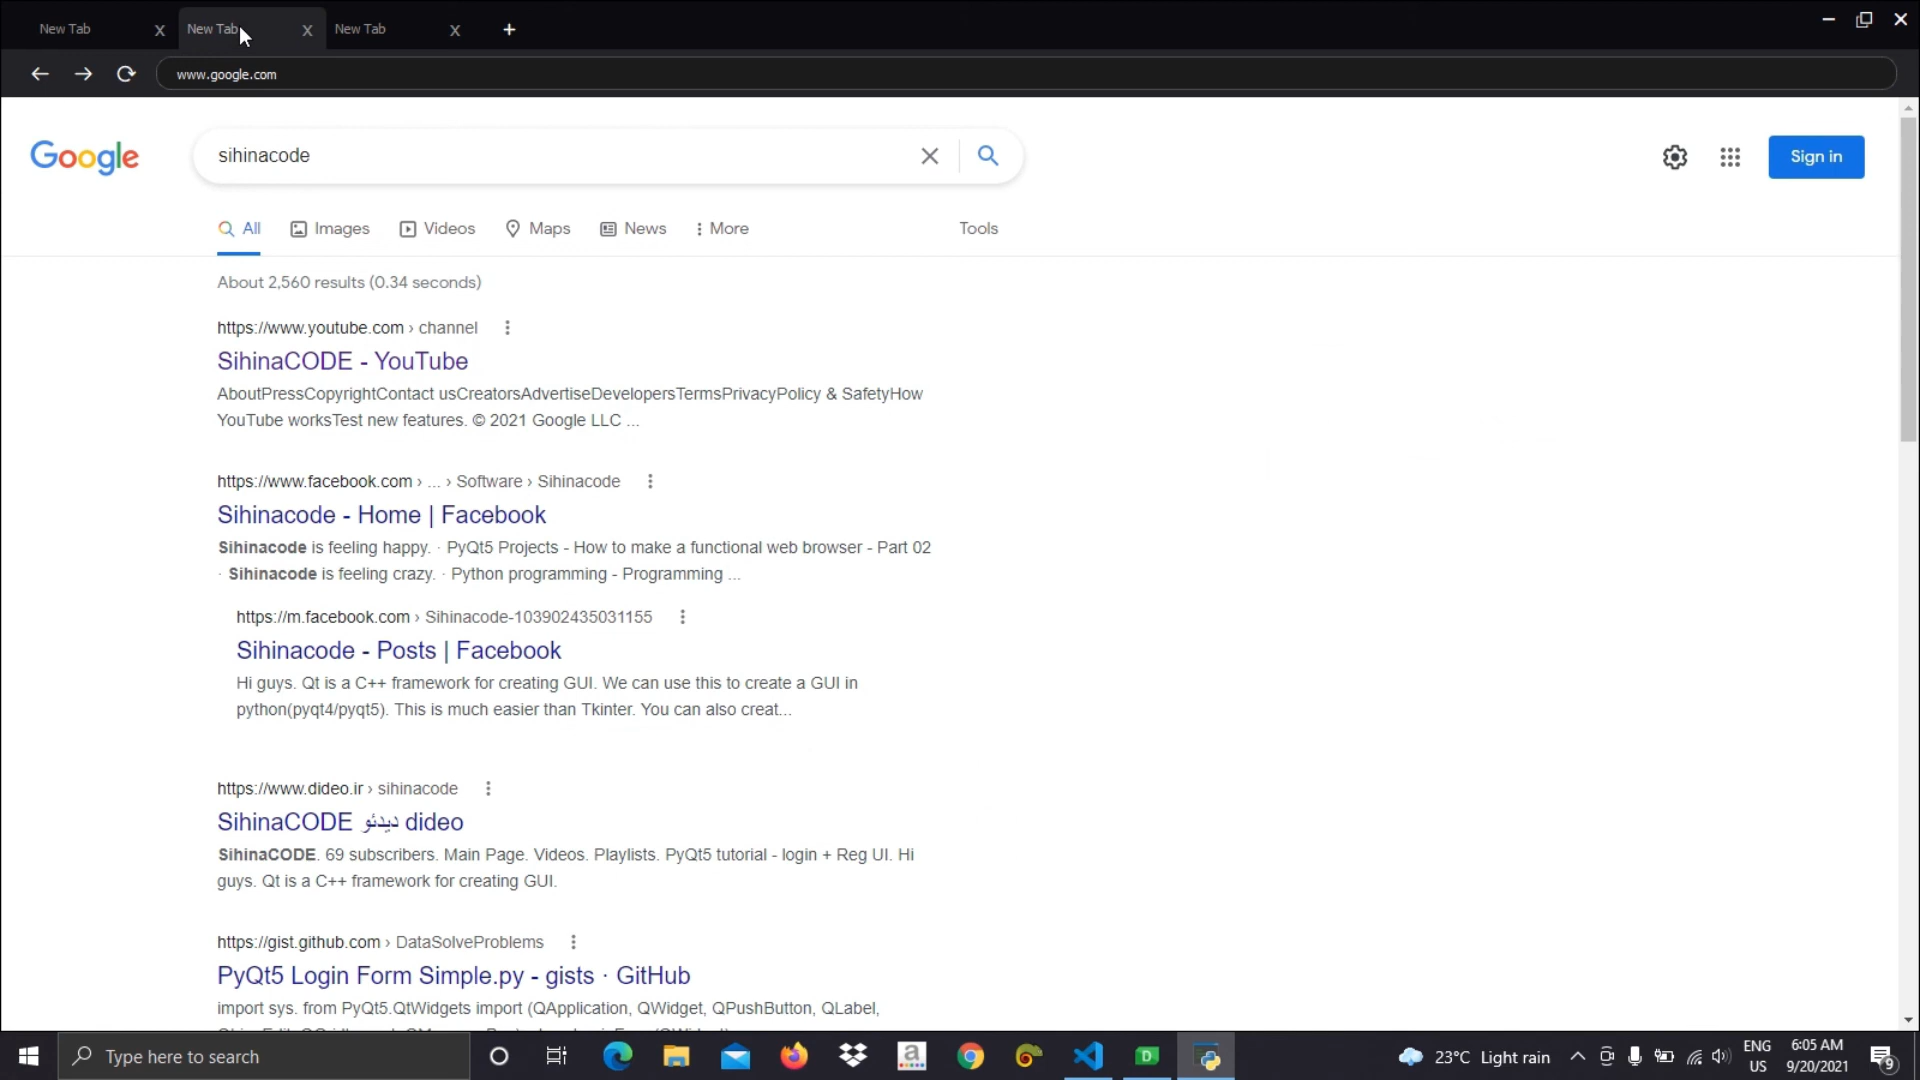 New Tab x New Tab x New Tab x +
www.google.com
Google sihinacode Sign in
All Images Videos Maps News More Tools
About 2,560 results (0.34 seconds)
https://www.youtube.com › channel
SihinaCODE - YouTube
AboutPressCopyrightContact usCreatorsAdvertiseDevelopersTermsPrivacyPolicy & SafetyHow
YouTube worksTest new features. © 2021 Google LLC ...
https://www.facebook.com › ... › Software › Sihinacode
Sihinacode - Home | Facebook
Sihinacode is feeling happy. · PyQt5 Projects - How to make a functional web browser - Part 02
· Sihinacode is feeling crazy. · Python programming - Programming ...
https://m.facebook.com › Sihinacode-103902435031155
Sihinacode - Posts | Facebook
Hi guys. Qt is a C++ framework for creating GUI. We can use this to create a GUI in
python(pyqt4/pyqt5). This is much easier than Tkinter. You can also creat...
https://www.dideo.ir › sihinacode
SihinaCODE دیدئو dideo
SihinaCODE. 69 subscribers. Main Page. Videos. Playlists. PyQt5 tutorial - login + Reg UI. Hi
guys. Qt is a C++ framework for creating GUI.
https://gist.github.com › DataSolveProblems
PyQt5 Login Form Simple.py - gists · GitHub
import sys. from PyQt5.QtWidgets import (QApplication, QWidget, QPushButton, QLabel,
Type here to search a D 23°C Light rain ENG 6:05 AM
US 9/20/2021 9